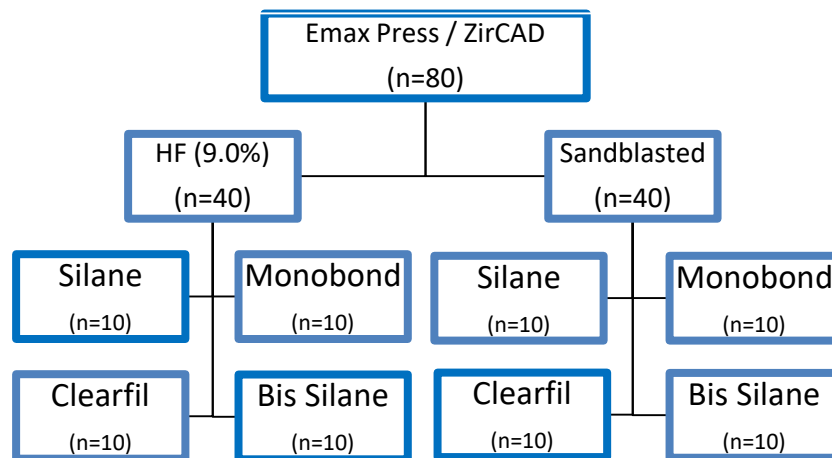 Emax Press / ZirCAD
(n=80)
HF (9.0%)
(n=40)
Sandblasted
(n=40)
Silane
(n=10)
Monobond
(n=10)
Silane
(n=10)
Monobond
(n=10)
Clearfil
(n=10)
Bis Silane
(n=10)
Clearfil
(n=10)
Bis Silane
(n=10)